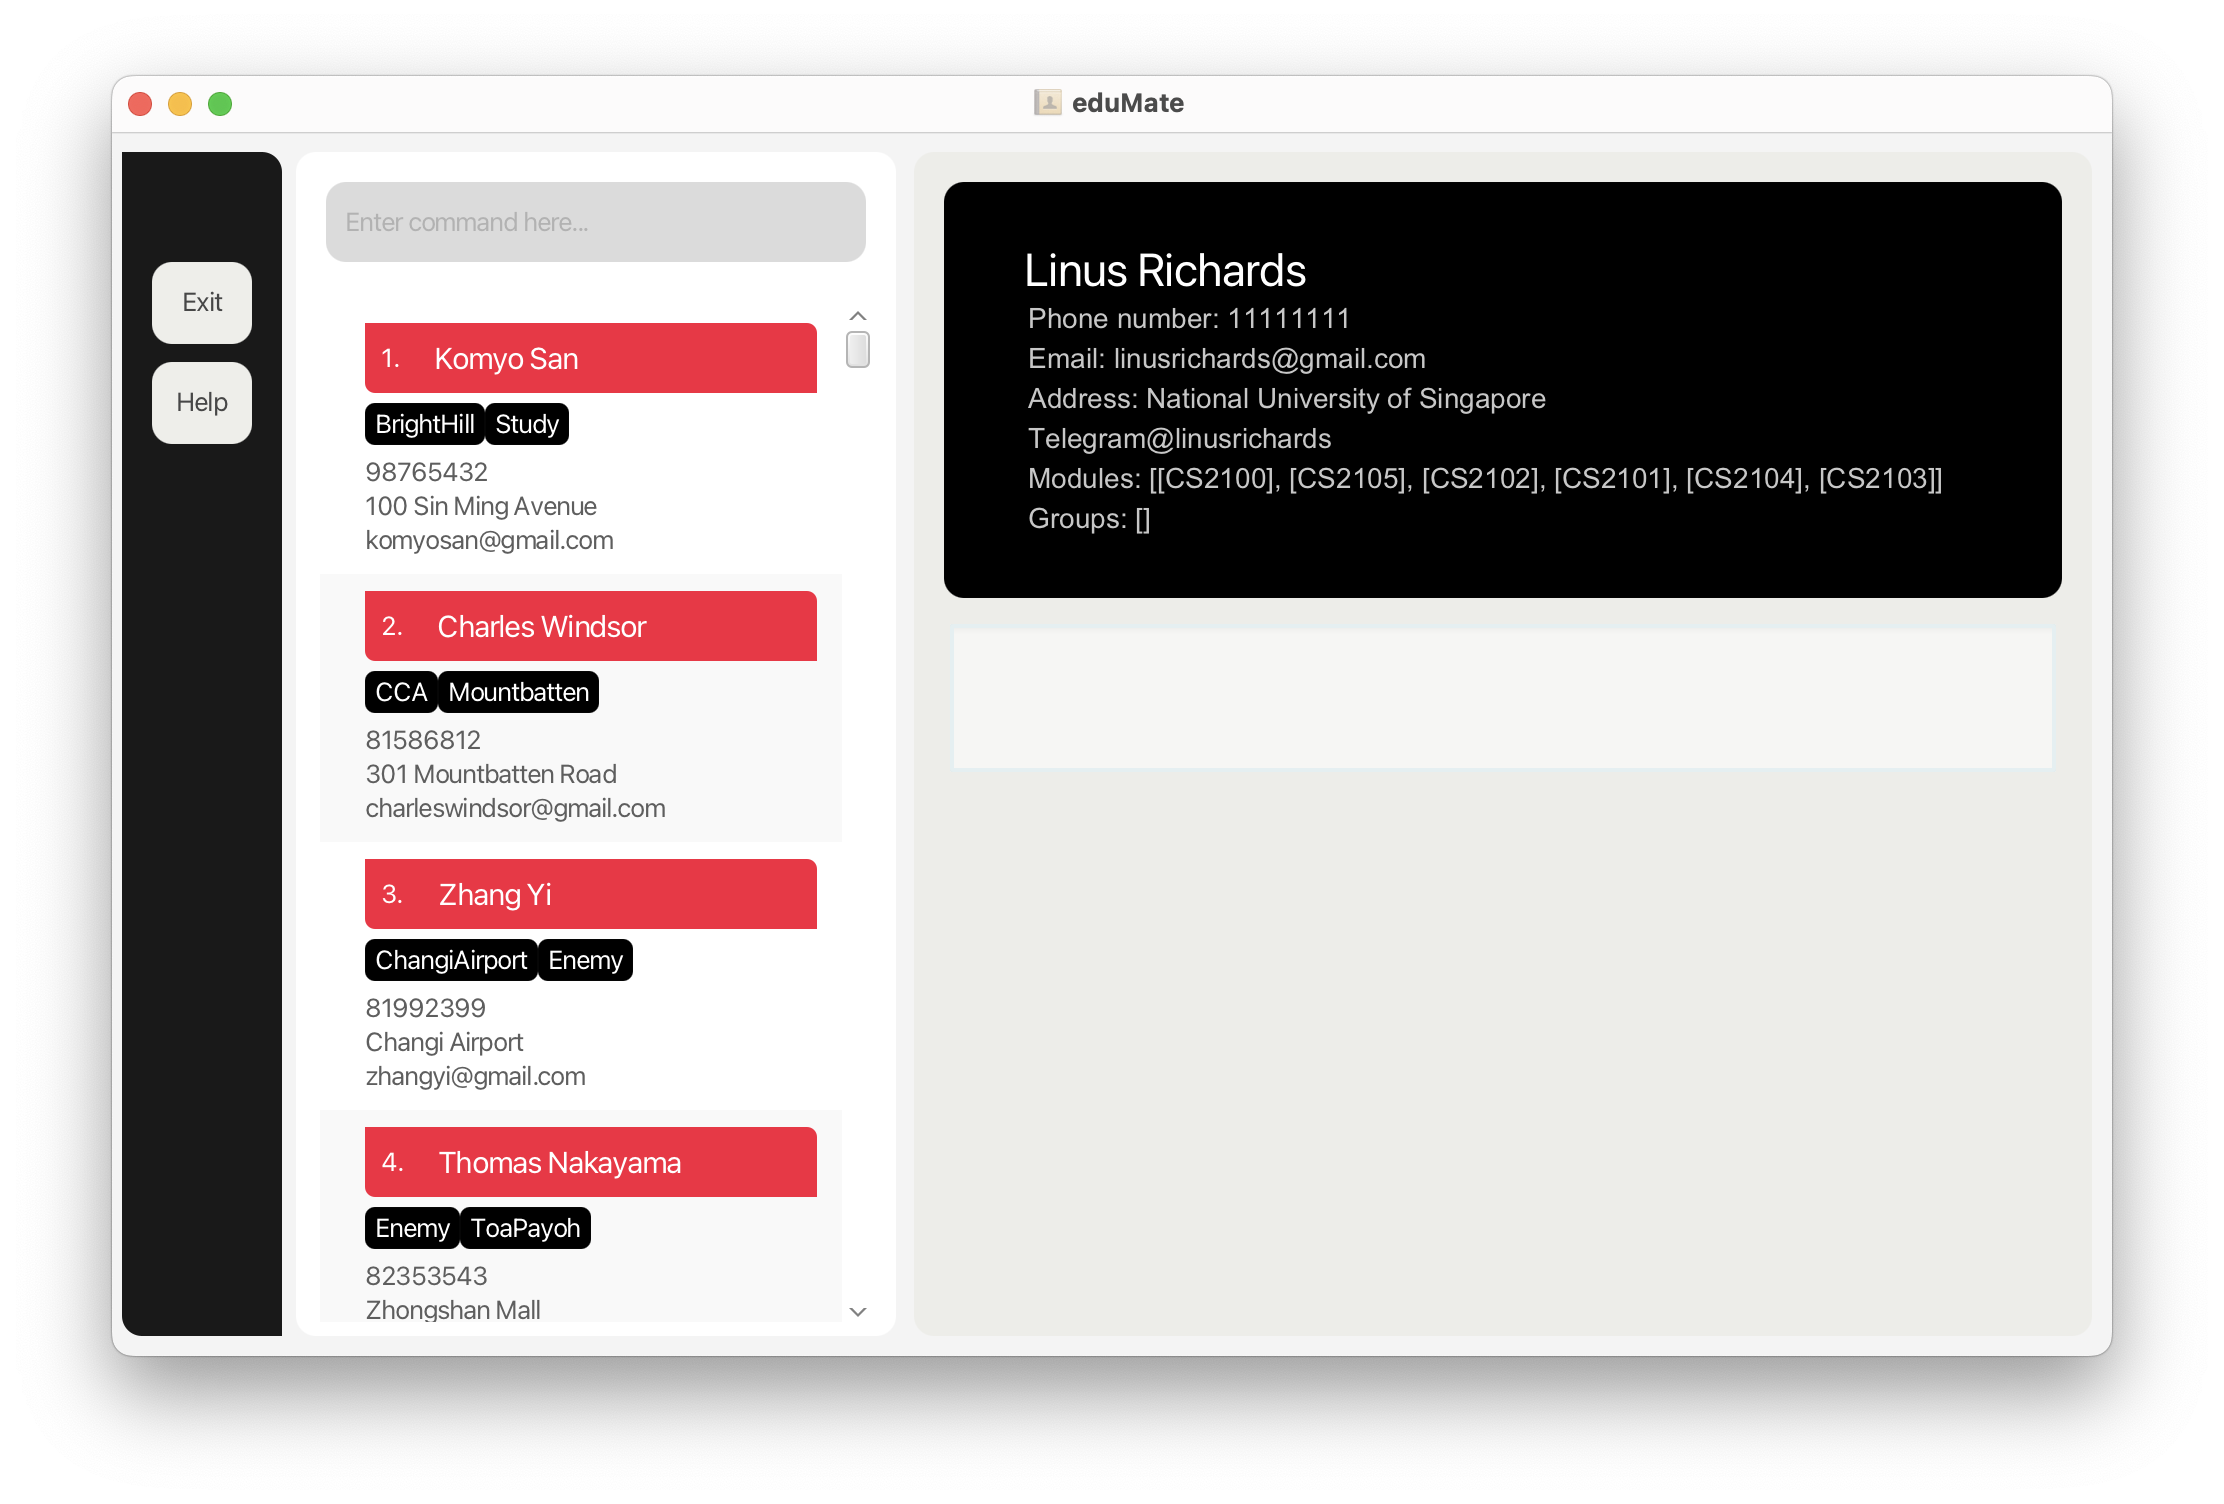 eduMate
Exit
Help
Enter command here...
1. Komyo San
BrightHill Study
98765432
100 Sin Ming Avenue
komyosan@gmail.com
2. Charles Windsor
CCA Mountbatten
81586812
301 Mountbatten Road
charleswindsor@gmail.com
3. Zhang Yi
ChangiAirport Enemy
81992399
Changi Airport
zhangyi@gmail.com
4. Thomas Nakayama
Enemy ToaPayoh
82353543
Zhongshan Mall
Linus Richards
Phone number: 11111111
Email: linusrichards@gmail.com
Address: National University of Singapore
Telegram@linusrichards
Modules: [[CS2100], [CS2105], [CS2102], [CS2101], [CS2104], [CS2103]]
Groups: []